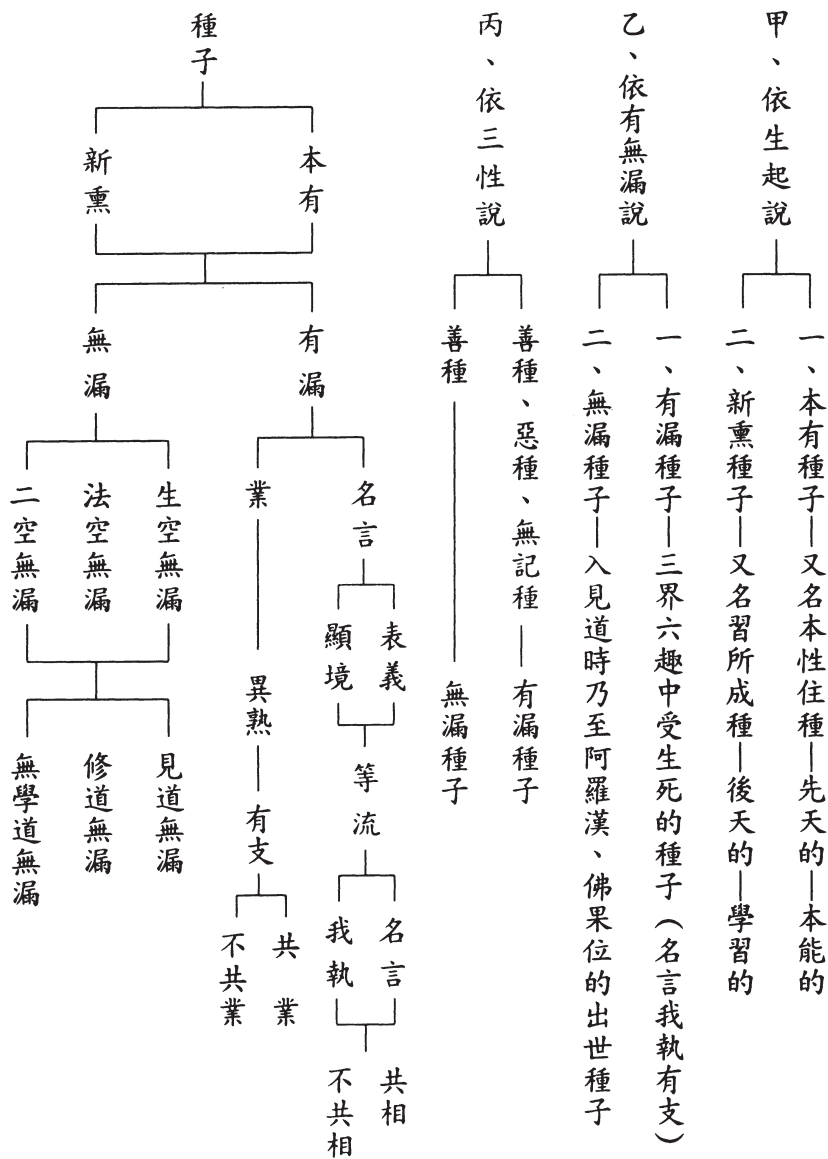 甲、依生起說
一、本有種子—又名本性住種—先天的—本能的
二、新熏種子—又名習所成種—後天的—學習的
乙、依有無漏說
一、有漏種子—三界六趣中受生死的種子（名言我執有支）
二、無漏種子—入見道時乃至阿羅漢、佛果位的出世種子
丙、依三性說
善種、惡種、無記種—有漏種子
善種—無漏種子
種子
本有
新熏
有漏
無漏
名言
業
表義
顯境
等流
名言
我執
共相
不共相
異熟
有支
共業
不共業
生空無漏
法空無漏
二空無漏
見道無漏
修道無漏
無學道無漏